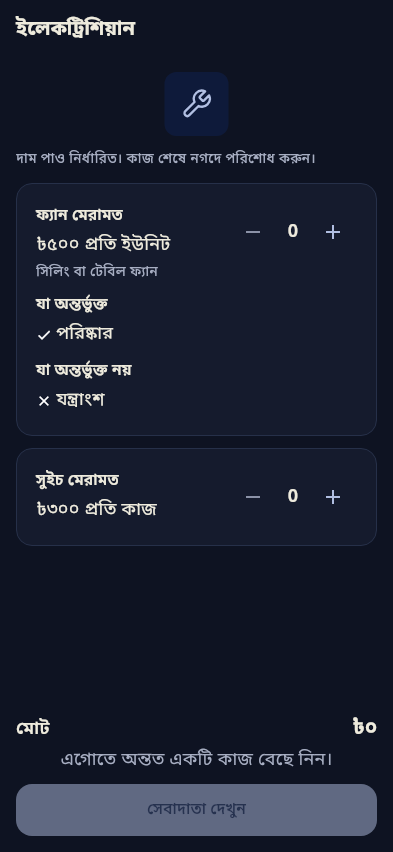 ইলেকট্রিশিয়ান
দাম পাও নির্ধারিত। কাজ শেষে নগদে পরিশোধ করুন।
ফ্যান মেরামত
৳৫০০ প্রতি ইউনিট
0
সিলিং বা টেবিল ফ্যান
যা অন্তর্ভুক্ত
পরিষ্কার
যা অন্তর্ভুক্ত নয়
যন্ত্রাংশ
সুইচ মেরামত
৳৩০০ প্রতি কাজ
0
মোট ৳০
এগোতে অন্তত একটি কাজ বেছে নিন।
সেবাদাতা দেখুন